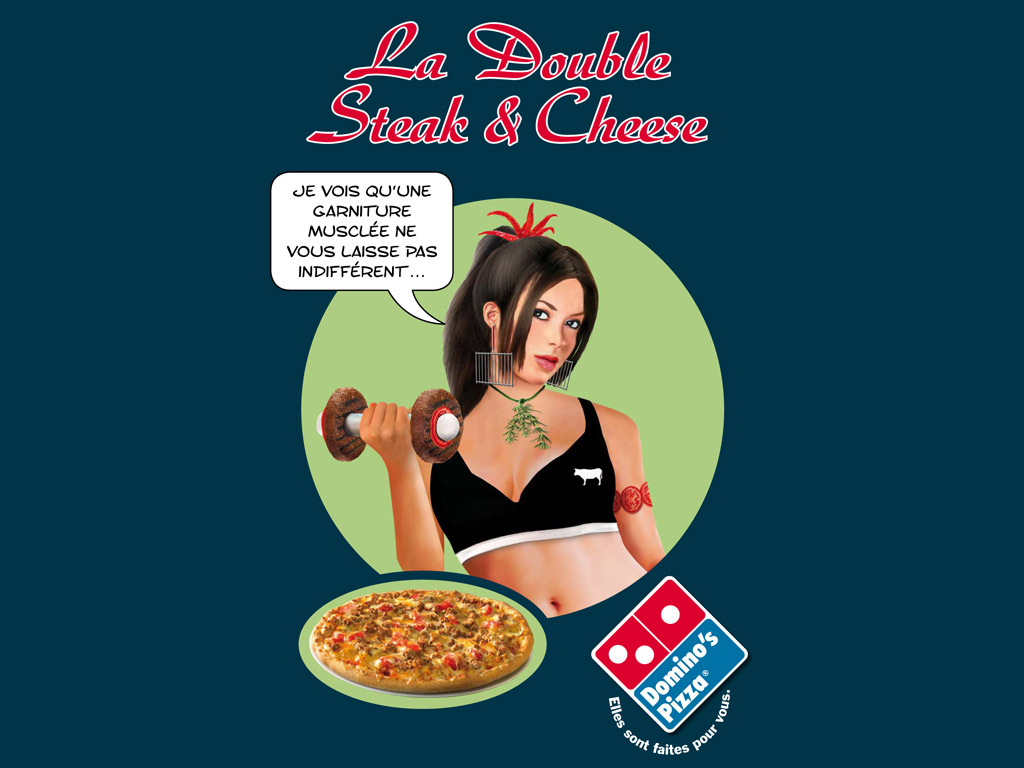 La Double
Steak & Cheese
JE VOIS QU'UNE
GARNITURE
MUSCLÉE NE
VOUS LAISSE PAS
INDIFFÉRENT...
Domino's
Pizza®
Elles sont faites pour vous.